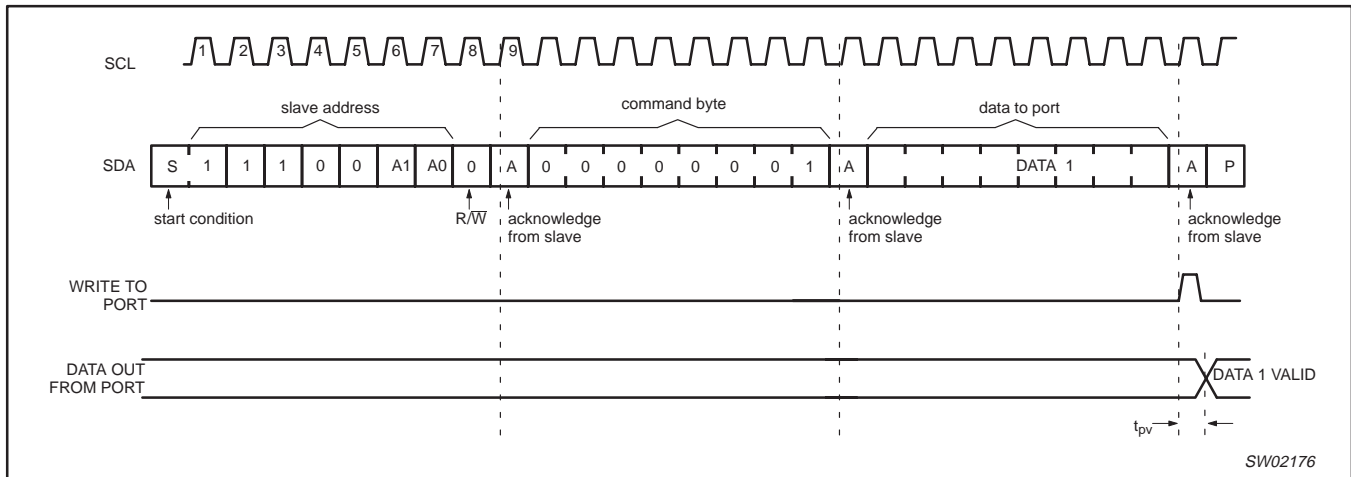 SCL
1 2 3 4 5 6 7 8 9
slave address
command byte
data to port
SDA
S 1 1 1 0 0 A1 A0 0 A 0 0 0 0 0 0 0 1 A DATA 1 A P
start condition
R/W̅
acknowledge
from slave
acknowledge
from slave
acknowledge
from slave
WRITE TO
PORT
DATA OUT
FROM PORT
DATA 1 VALID
tpv
SW02176